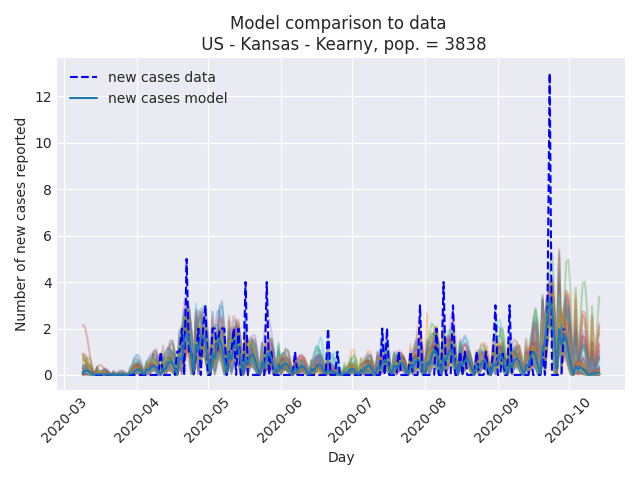 Model comparison to data
US - Kansas - Kearny, pop. = 3838
new cases data
new cases model
Number of new cases reported
12
10
8
6
4
2
0
2020-03
2020-04
2020-05
2020-06
2020-07
2020-08
2020-09
2020-10
Day